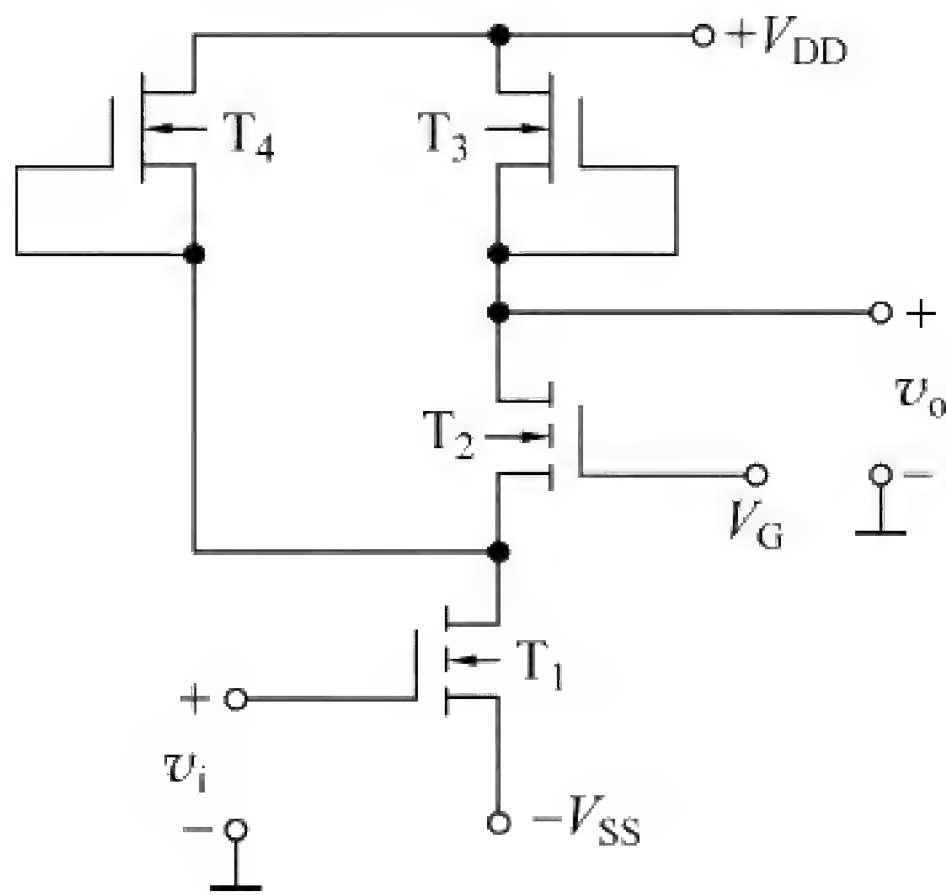 +V_DD
T_4
T_3
+
v_o
T_2
V_G
−
T_1
+
v_i
−
−V_SS